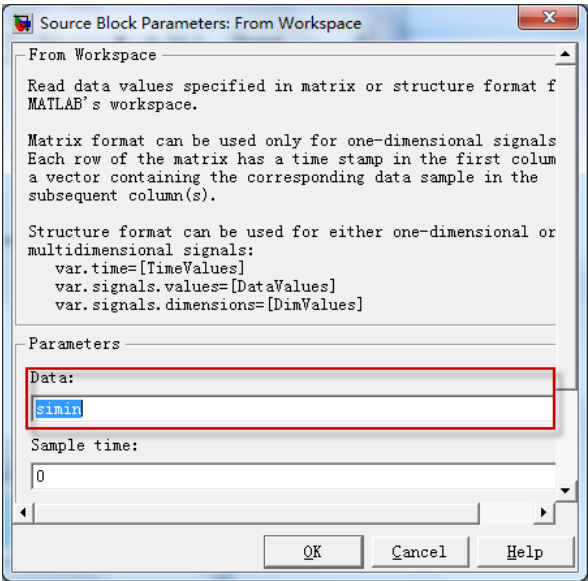 Source Block Parameters: From Workspace
From Workspace
Read data values specified in matrix or structure format f
MATLAB's workspace.
Matrix format can be used only for one-dimensional signals
Each row of the matrix has a time stamp in the first colum
a vector containing the corresponding data sample in the
subsequent column(s).
Structure format can be used for either one-dimensional or
multidimensional signals:
var.time=[TimeValues]
var.signals.values=[DataValues]
var.signals.dimensions=[DimValues]
Parameters
Data:
simin
Sample time:
0
OK Cancel Help